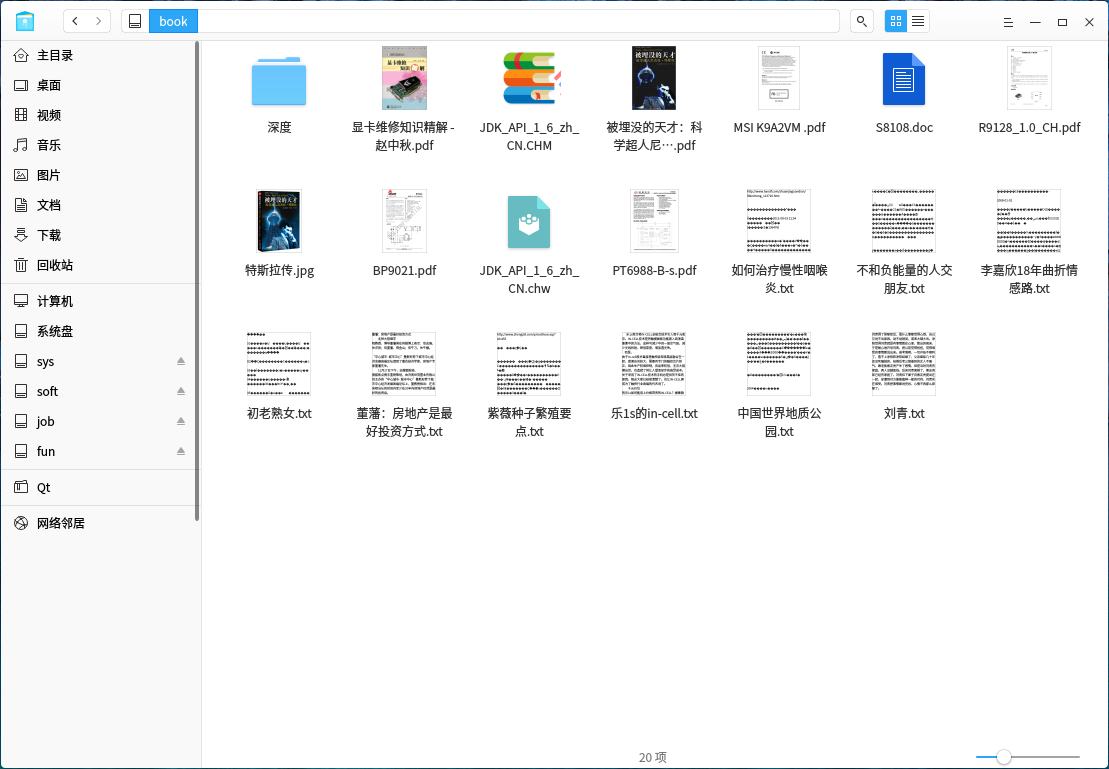 book
主目录
桌面
视频
音乐
图片
文档
下载
回收站
计算机
系统盘
sys
soft
job
fun
Qt
网络邻居
深度
显卡维修知识精解 -
赵中秋.pdf
JDK_API_1_6_zh_
CN.CHM
被埋没的天才：科
学超人尼⋯.pdf
MSI K9A2VM .pdf
S8108.doc
R9128_1.0_CH.pdf
特斯拉传.jpg
BP9021.pdf
JDK_API_1_6_zh_
CN.chw
PT6988-B-s.pdf
如何治疗慢性咽喉
炎.txt
不和负能量的人交
朋友.txt
李嘉欣18年曲折情
感路.txt
初老熟女.txt
董藩：房地产是最
好投资方式.txt
紫薇种子繁殖要
点.txt
乐1s的in-cell.txt
中国世界地质公
园.txt
刘青.txt
20 项